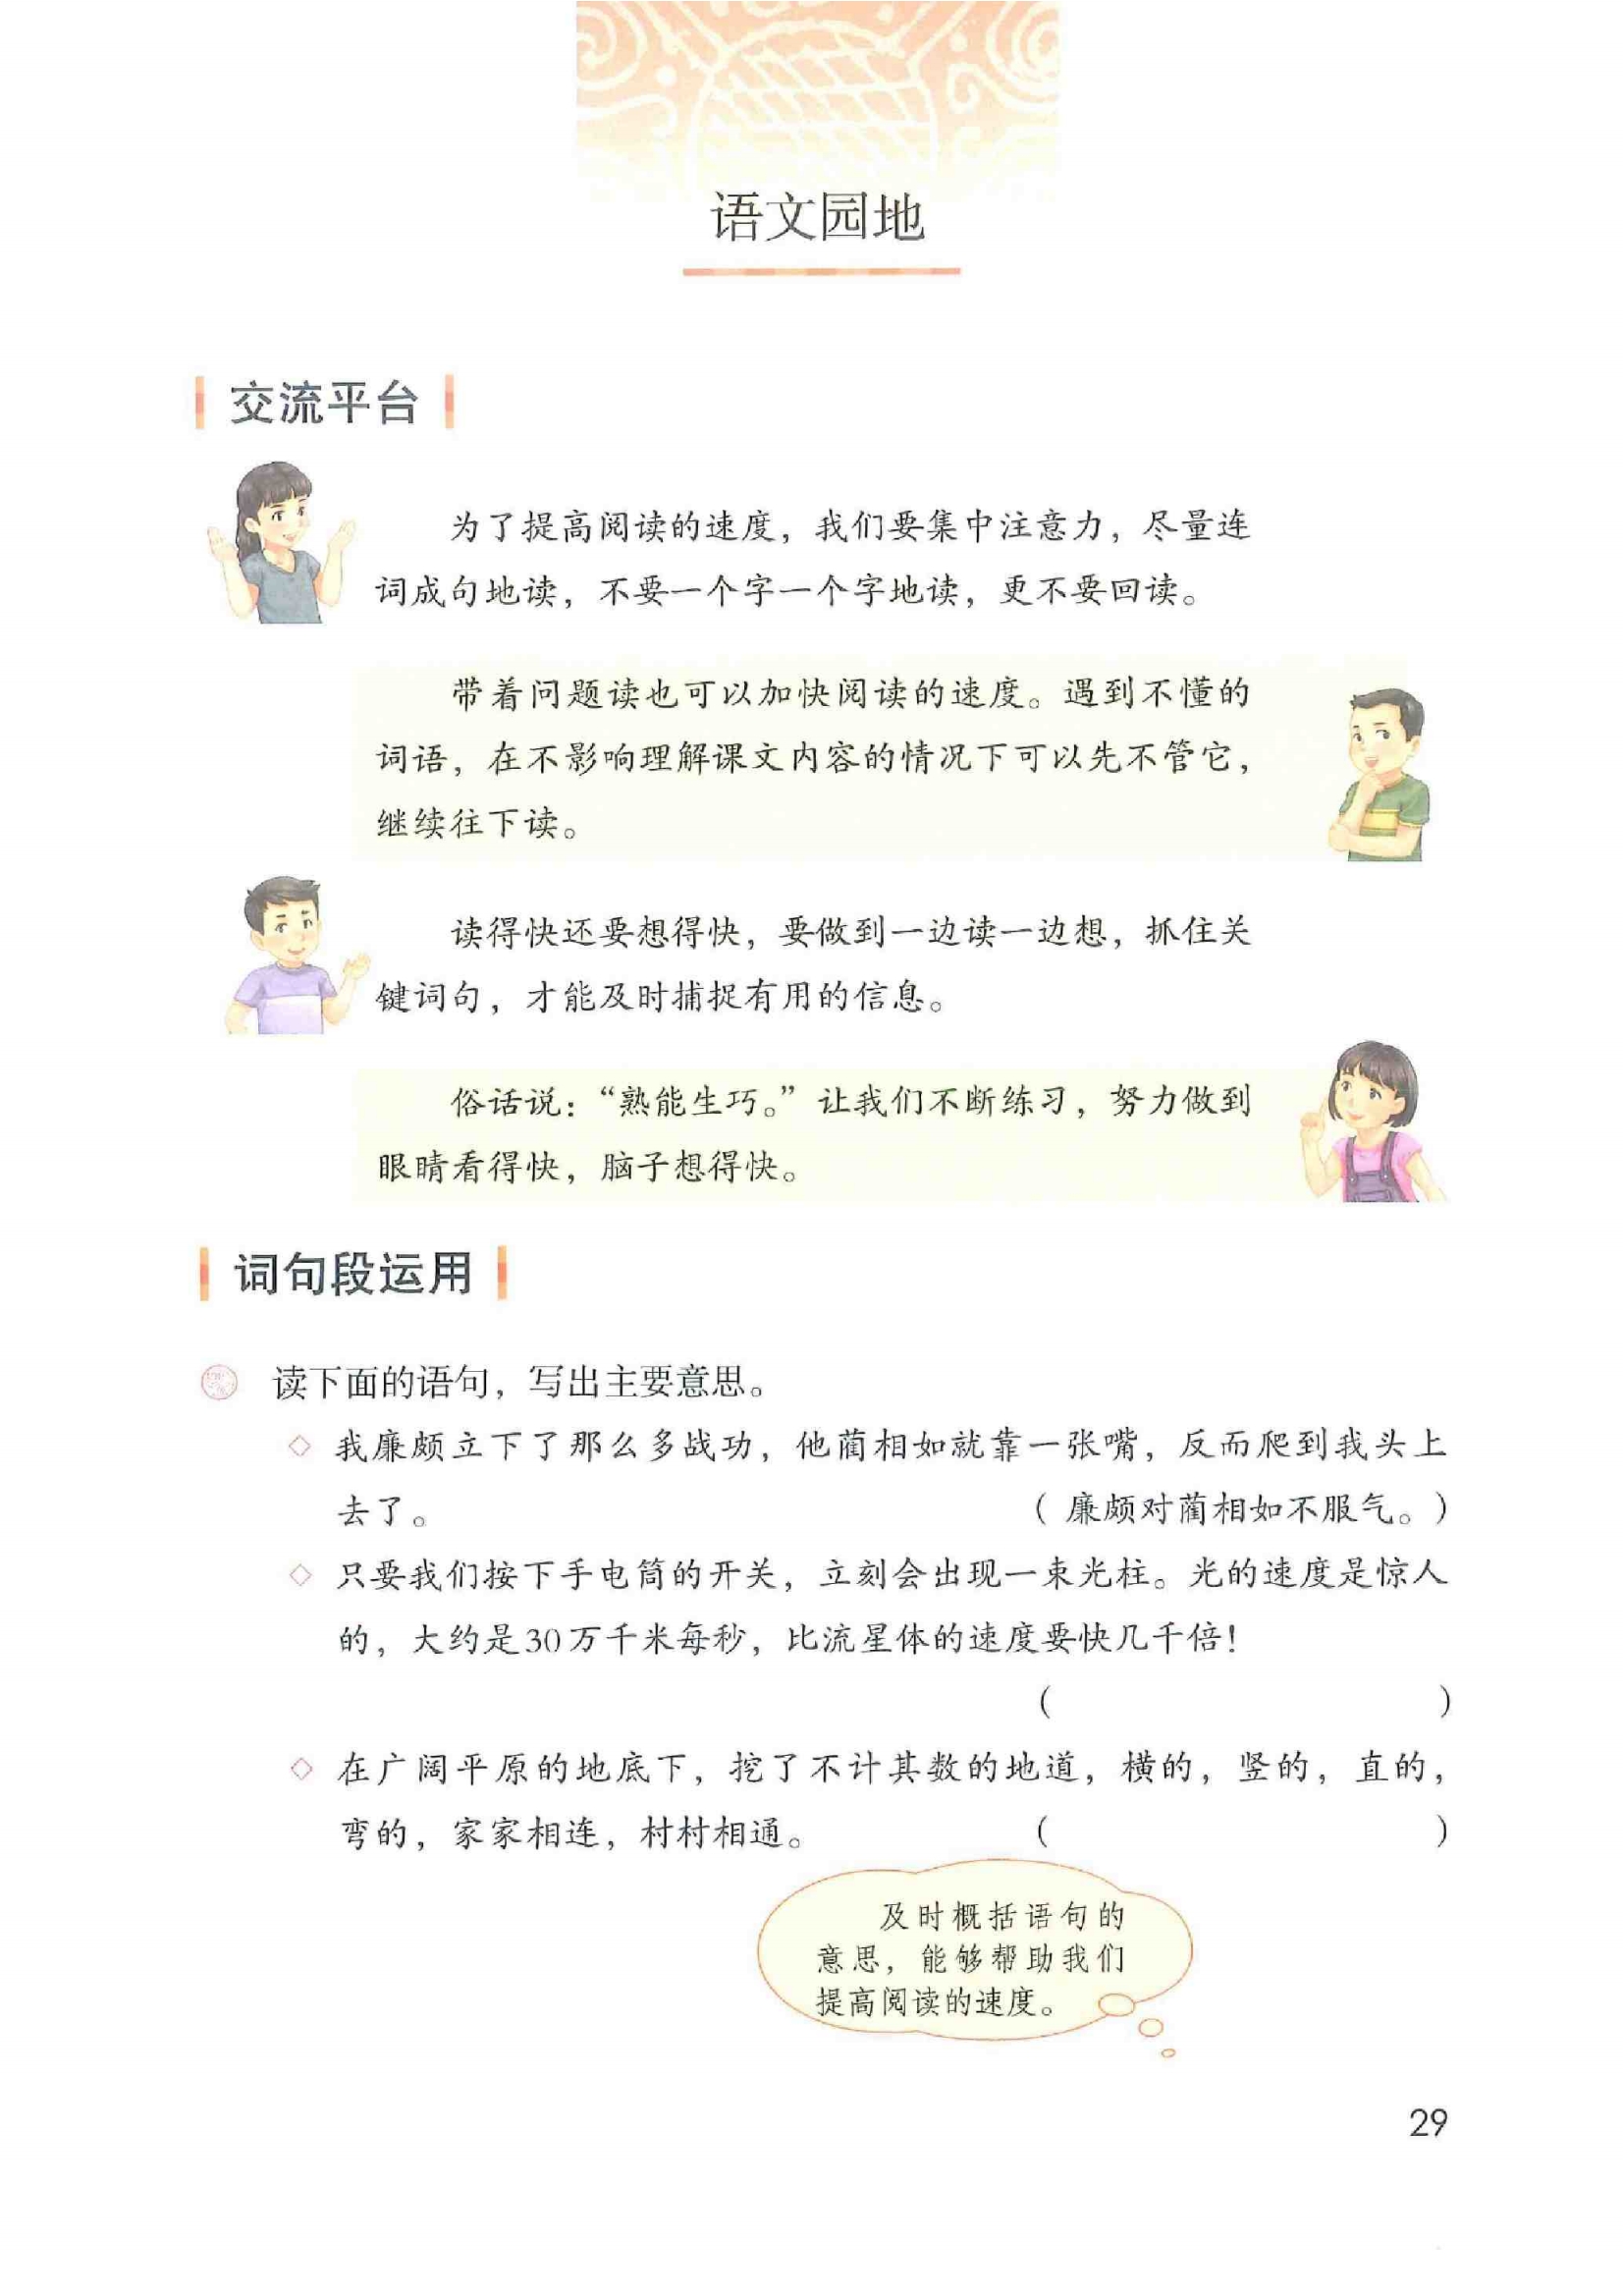 语文园地
交流平台
为了提高阅读的速度，我们要集中注意力，尽量连
词成句地读，不要一个字一个字地读，更不要回读。
带着问题读也可以加快阅读的速度。遇到不懂的
词语，在不影响理解课文内容的情况下可以先不管它，
继续往下读。
读得快还要想得快，要做到一边读一边想，抓住关
键词句，才能及时捕捉有用的信息。
俗话说：“熟能生巧。”让我们不断练习，努力做到
眼睛看得快，脑子想得快。
词句段运用
读下面的语句，写出主要意思。
◇ 我廉颇立下了那么多战功，他蔺相如就靠一张嘴，反而爬到我头上
去了。（廉颇对蔺相如不服气。）
◇ 只要我们按下手电筒的开关，立刻会出现一束光柱。光的速度是惊人
的，大约是30万千米每秒，比流星体的速度要快几千倍！
（ ）
◇ 在广阔平原的地底下，挖了不计其数的地道，横的，竖的，直的，
弯的，家家相连，村村相通。（ ）
及时概括语句的
意思，能够帮助我们
提高阅读的速度。
29